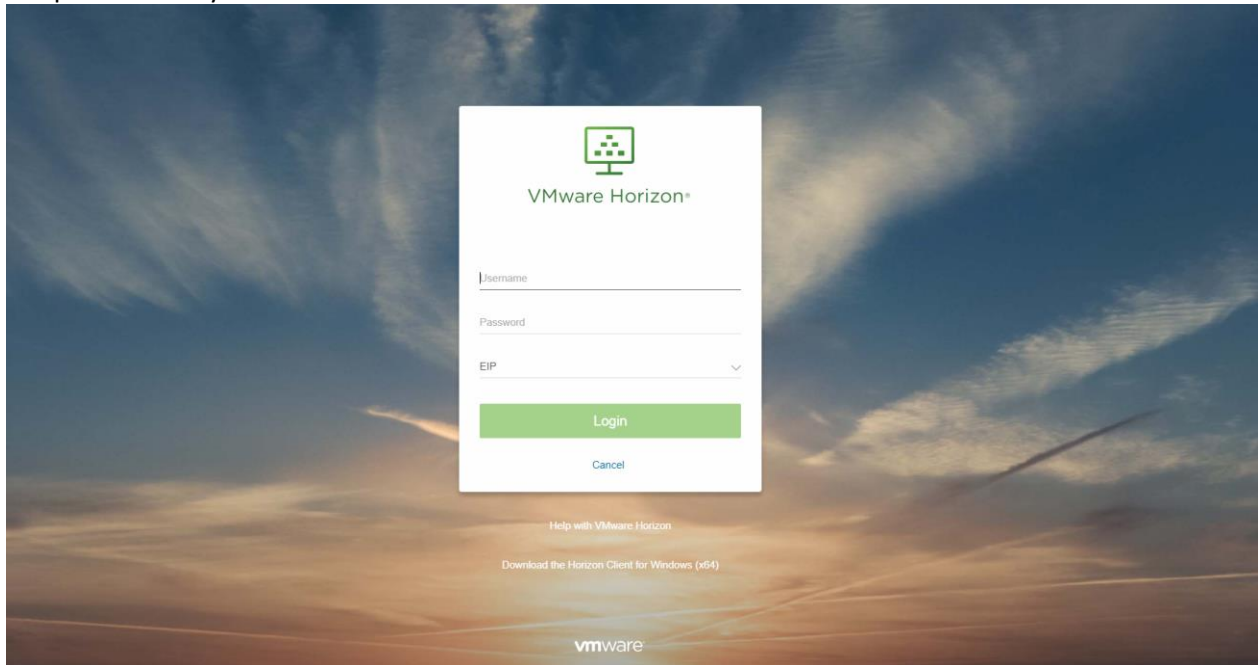 VMware Horizon®
Username
Password
EIP
Login
Cancel
Help with VMware Horizon
Download the Horizon Client for Windows (x64)
vmware